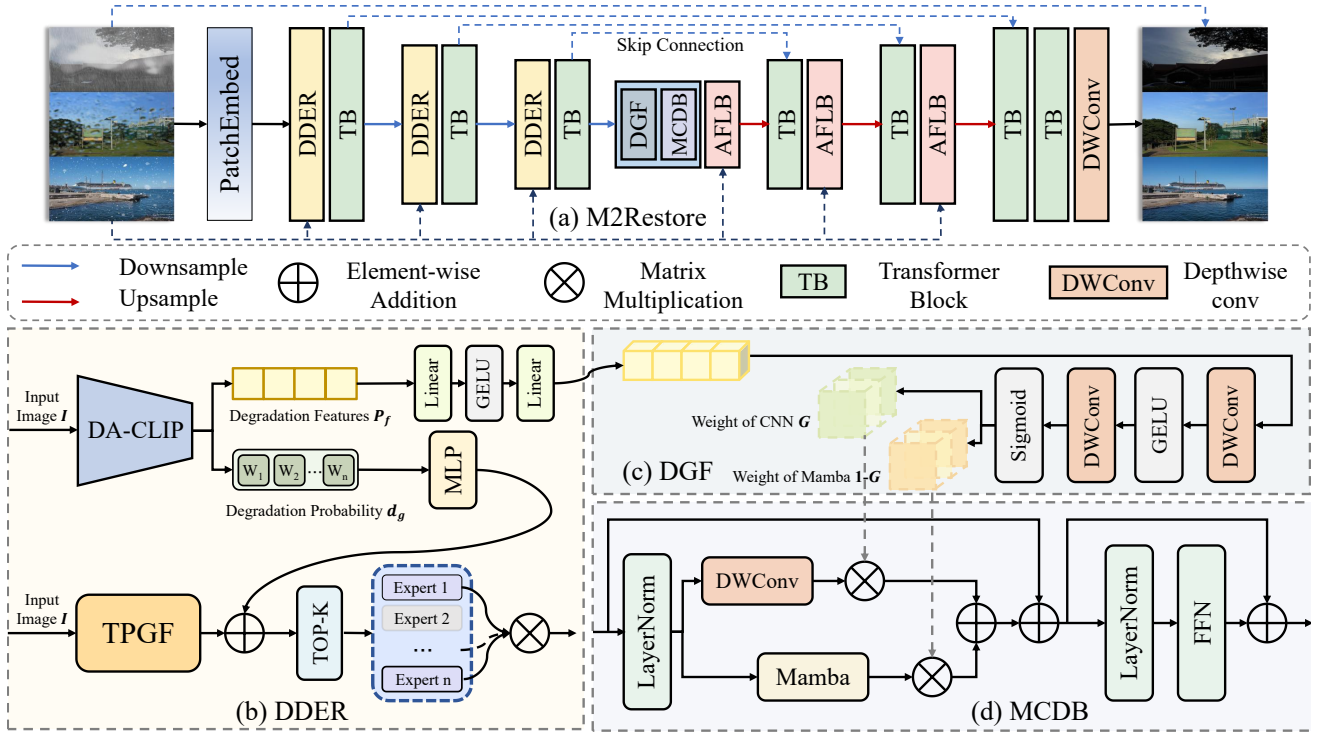 Skip Connection
PatchEmbed
DDER
TB
DDER
TB
DDER
TB
DGF
MCDB
AFLB
TB
AFLB
TB
AFLB
TB
TB
DWConv
(a) M2Restore
Downsample
Upsample
Element-wise
Addition
Matrix
Multiplication
TB
Transformer
Block
DWConv
Depthwise
conv
Input
Image I
DA-CLIP
Degradation Features P_f
Linear
GELU
Linear
W_1 W_2 ... W_n
Degradation Probability d_g
MLP
Input
Image I
TPGF
TOP-K
Expert 1
Expert 2
...
Expert n
(b) DDER
Weight of CNN G
Weight of Mamba 1-G
Sigmoid
DWConv
GELU
DWConv
(c) DGF
LayerNorm
DWConv
Mamba
LayerNorm
FFN
(d) MCDB